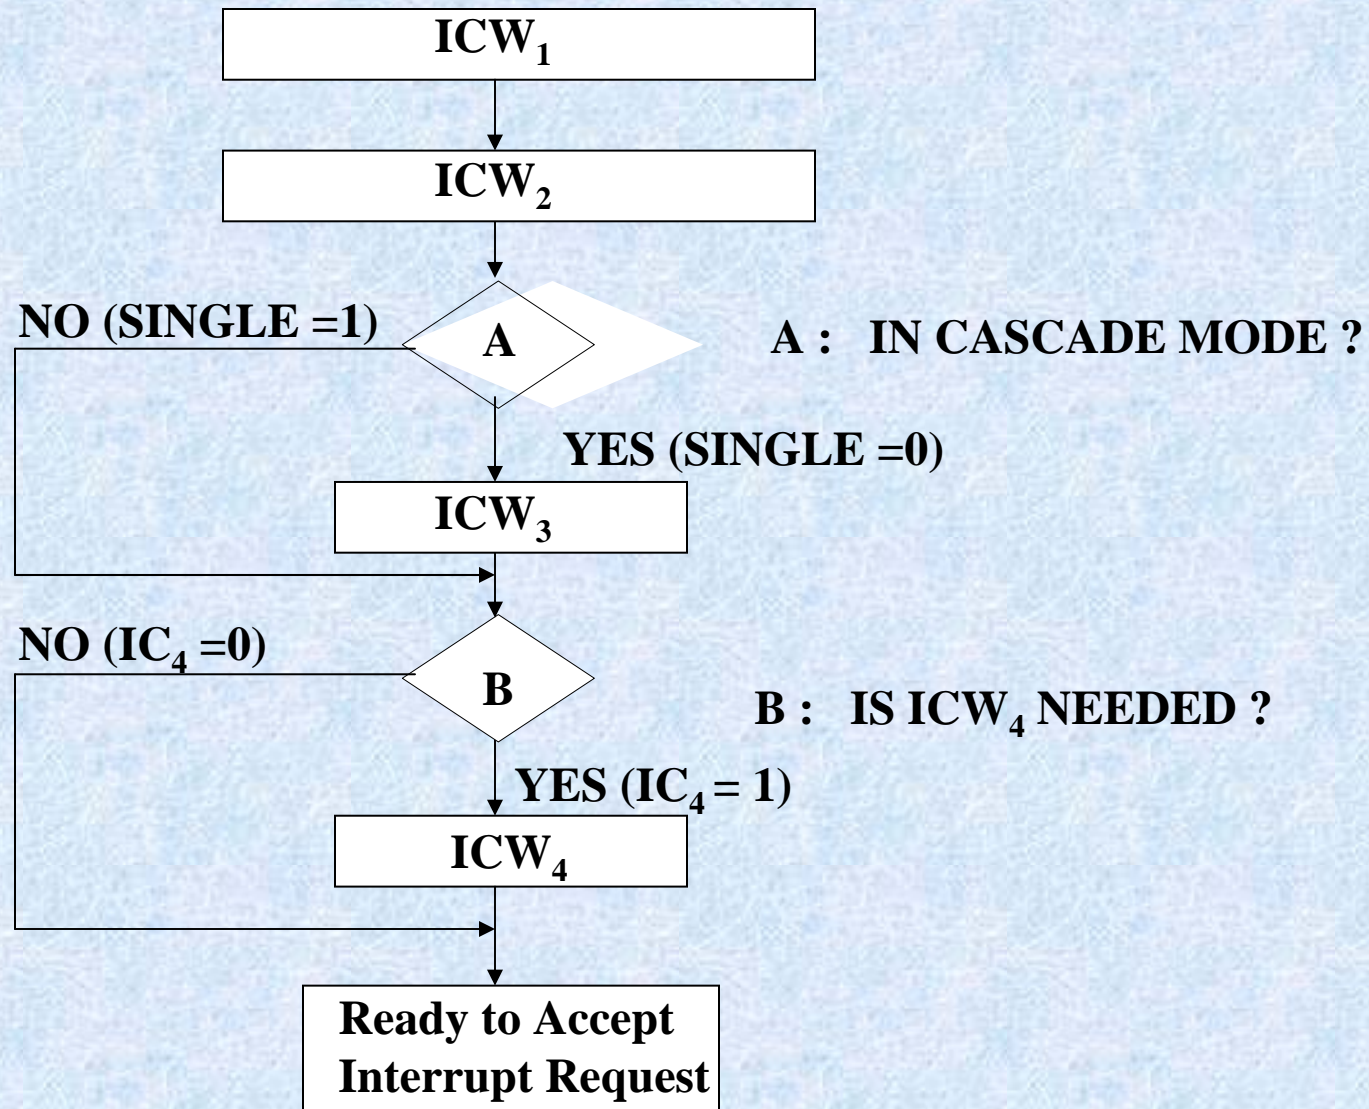 ICW₁
ICW₂
NO (SINGLE =1)
A
A : IN CASCADE MODE ?
YES (SINGLE =0)
ICW₃
NO (IC₄ =0)
B
B : IS ICW₄ NEEDED ?
YES (IC₄ = 1)
ICW₄
Ready to Accept
Interrupt Request